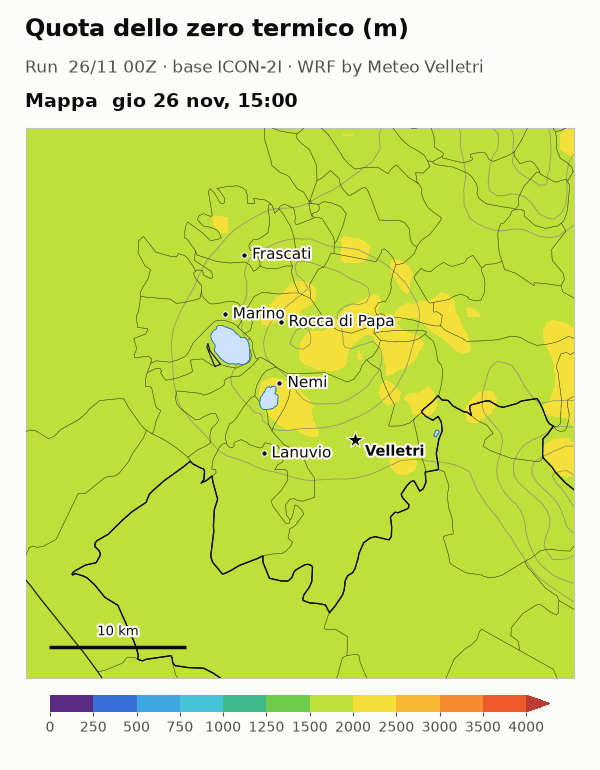 Quota dello zero termico (m)
Run  26/11 00Z · base ICON-2I · WRF by Meteo Velletri
Mappa  gio 26 nov, 15:00
Frascati
Marino
Rocca di Papa
Nemi
Velletri
Lanuvio
10 km
0 250 500 750 1000 1250 1500 2000 2500 3000 3500 4000